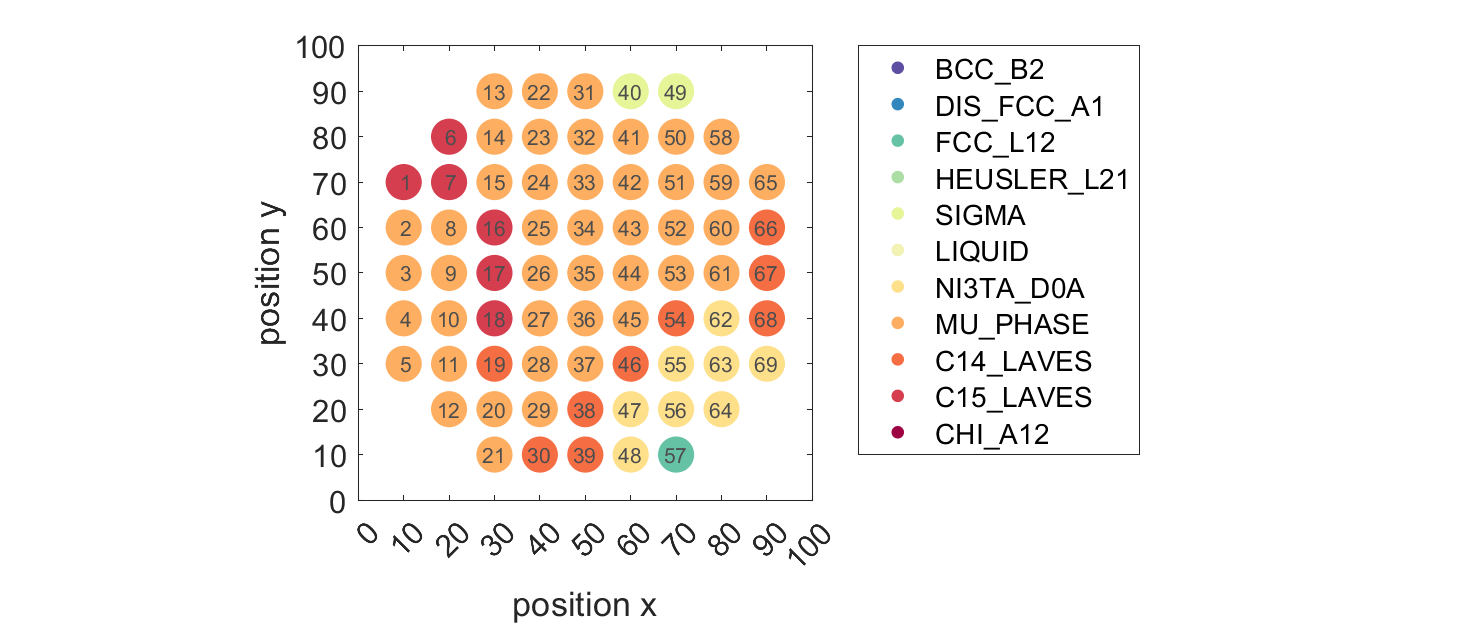 100
90
80
70
60
50
40
30
20
10
0
13 22 31 40 49
6 14 23 32 41 50 58
1 7 15 24 33 42 51 59 65
2 8 16 25 34 43 52 60 66
3 9 17 26 35 44 53 61 67
4 10 18 27 36 45 54 62 68
5 11 19 28 37 46 55 63 69
12 20 29 38 47 56 64
21 30 39 48 57
0 10 20 30 40 50 60 70 80 90 100
position x
position y
BCC_B2
DIS_FCC_A1
FCC_L12
HEUSLER_L21
SIGMA
LIQUID
NI3TA_D0A
MU_PHASE
C14_LAVES
C15_LAVES
CHI_A12